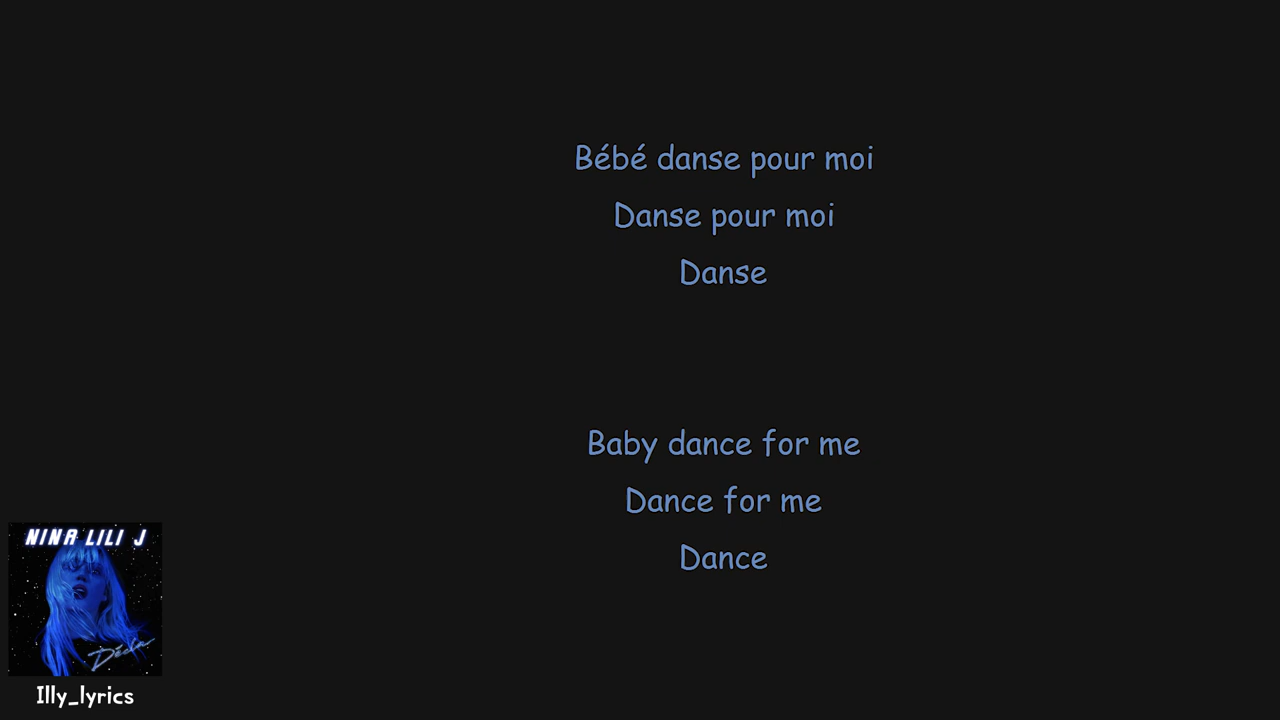 Bébé danse pour moi
Danse pour moi
Danse
Baby dance for me
Dance for me
Dance
NINA LILI J
Décla
Illy_lyrics